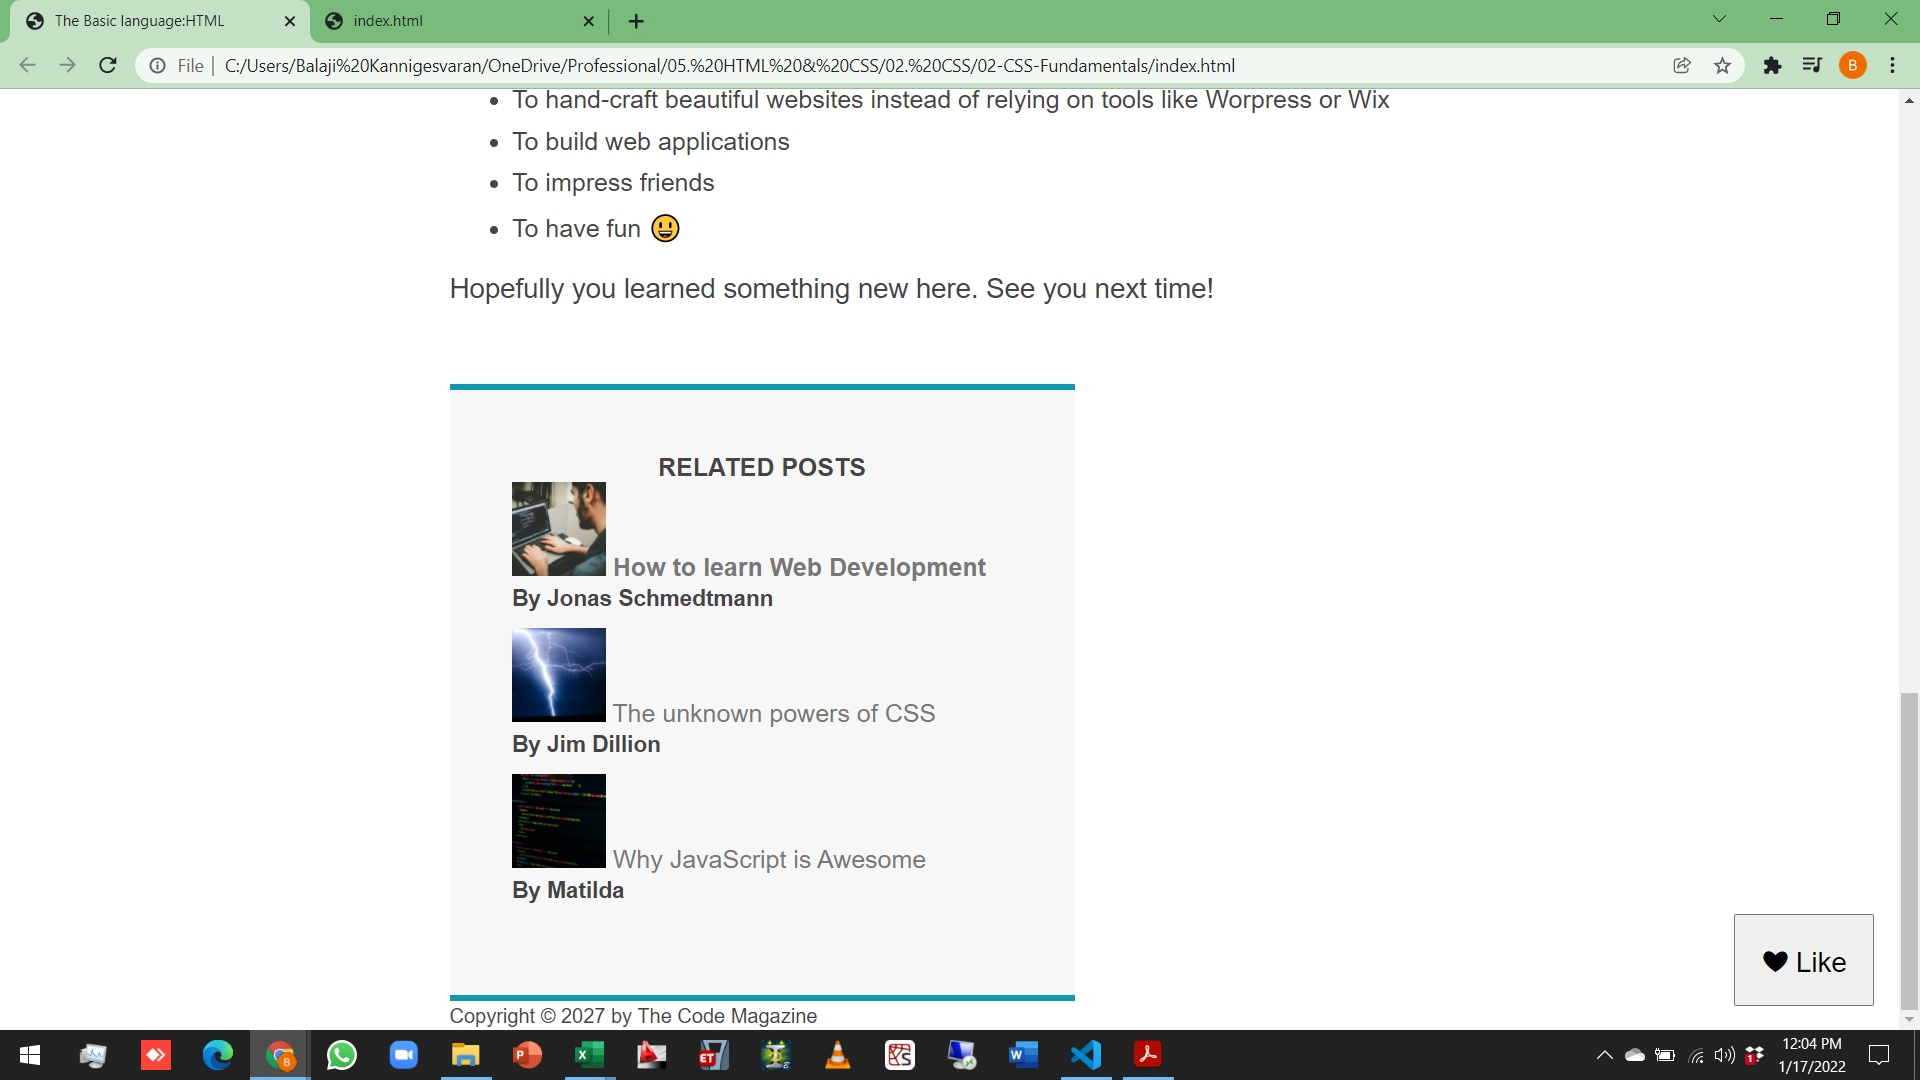 The Basic language:HTML
index.html
File
C:/Users/Balaji%20Kannigesvaran/OneDrive/Professional/05.%20HTML%20&%20CSS/02.%20CSS/02-CSS-Fundamentals/index.html
B
• To hand-craft beautiful websites instead of relying on tools like Worpress or Wix
• To build web applications
• To impress friends
• To have fun 😃
Hopefully you learned something new here. See you next time!
RELATED POSTS
How to learn Web Development
By Jonas Schmedtmann
The unknown powers of CSS
By Jim Dillion
Why JavaScript is Awesome
By Matilda
♥ Like
Copyright © 2027 by The Code Magazine
12:04 PM
1/17/2022